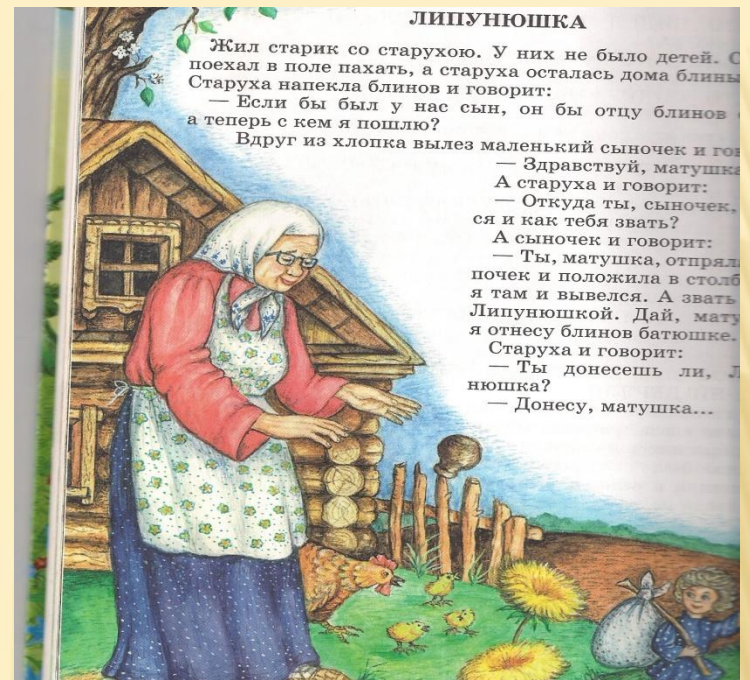 ЛИПУНЮШКА
Жил старик со старухою. У них не было детей.
поехал в поле пахать, а старуха осталась дома блины
Старуха напекла блинов и говорит:
— Если бы был у нас сын, он бы отцу блинов
а теперь с кем я пошлю?
Вдруг из хлопка вылез маленький сыночек и
— Здравствуй, матушка
А старуха и говорит:
— Откуда ты, сыночек,
ся и как тебя звать?
А сыночек и говорит:
— Ты, матушка, отпряла
почек и положила в столб
я там и вывелся. А звать
Липунюшкой. Дай,
я отнесу блинов батюшке.
Старуха и говорит:
— Ты донесешь ли,
нюшка?
— Донесу, матушка...